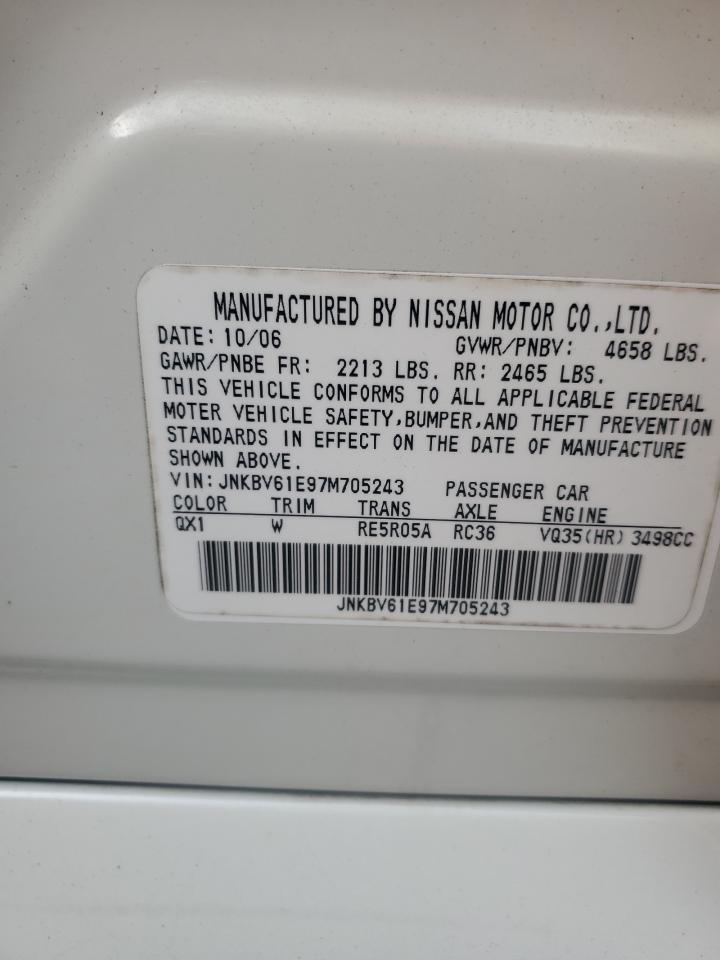 MANUFACTURED BY NISSAN MOTOR CO.,LTD.
DATE: 10/06 GVWR/PNBV: 4658 LBS.
GAWR/PNBE FR: 2213 LBS. RR: 2465 LBS.
THIS VEHICLE CONFORMS TO ALL APPLICABLE FEDERAL
MOTER VEHICLE SAFETY,BUMPER,AND THEFT PREVENTION
STANDARDS IN EFFECT ON THE DATE OF MANUFACTURE
SHOWN ABOVE.
VIN: JNKBV61E97M705243 PASSENGER CAR
COLOR TRIM TRANS AXLE ENGINE
QX1 W RE5R05A RC36 VQ35(HR) 3498CC
JNKBV61E97M705243